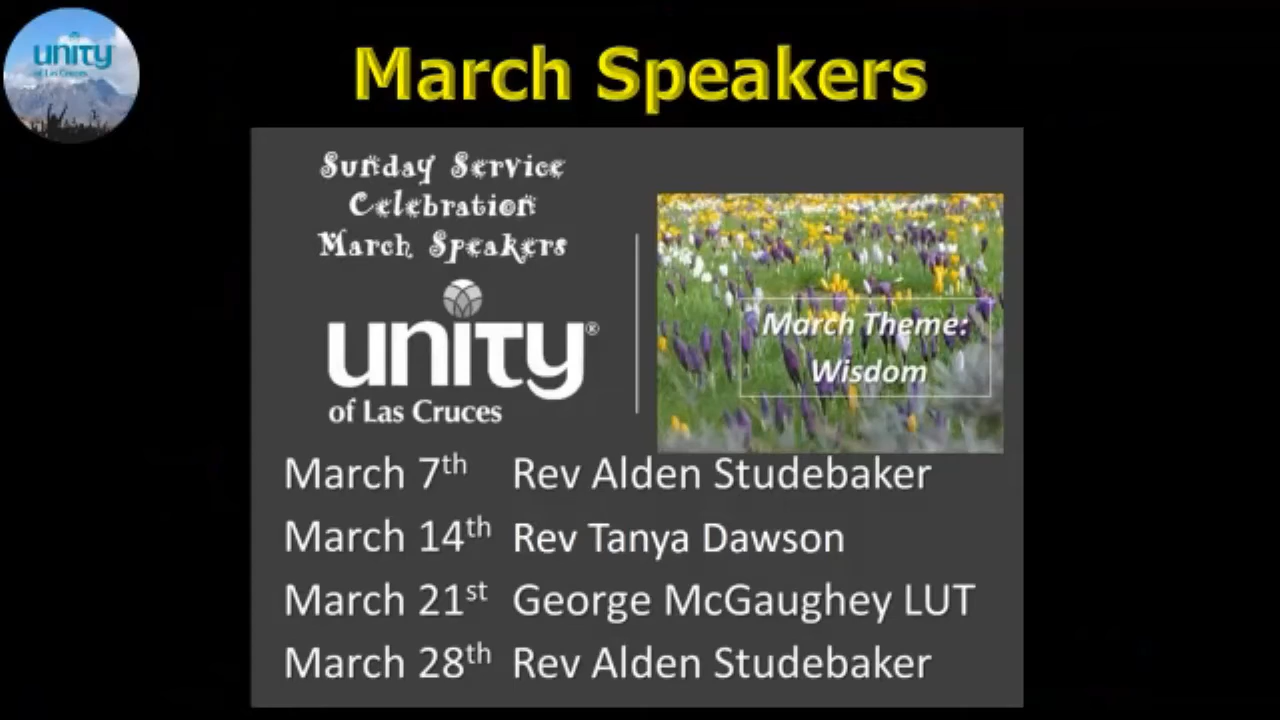 unity
of Las Cruces
March Speakers
Sunday Service
Celebration
March Speakers
unity®
of Las Cruces
March Theme:
Wisdom
March 7th Rev Alden Studebaker
March 14th Rev Tanya Dawson
March 21st George McGaughey LUT
March 28th Rev Alden Studebaker